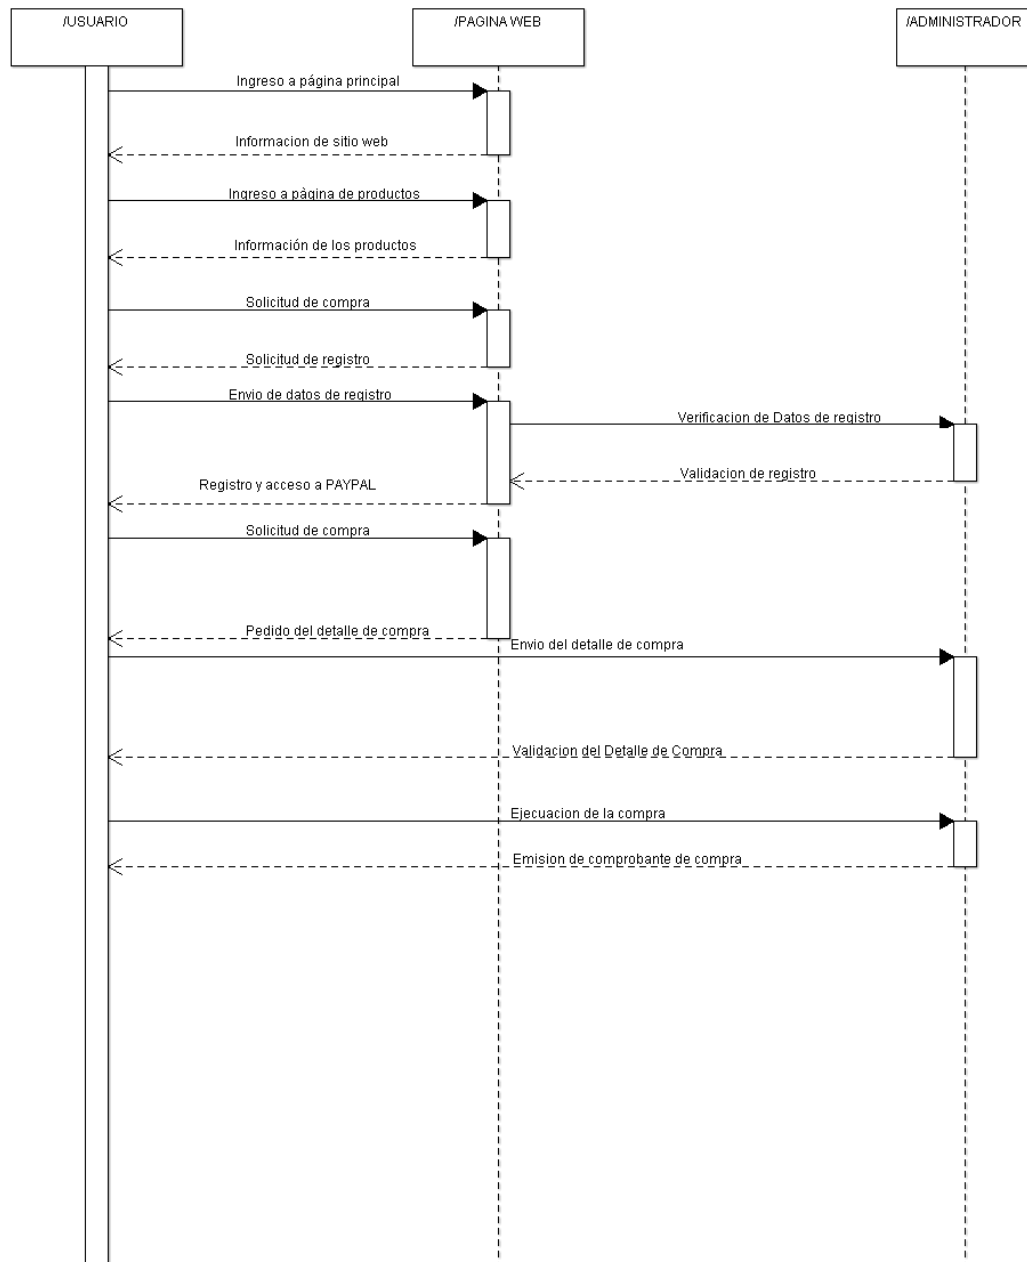 /USUARIO
/PAGINA WEB
/ADMINISTRADOR
Ingreso a página principal
Informacion de sitio web
Ingreso a pàgina de productos
Información de los productos
Solicitud de compra
Solicitud de registro
Envio de datos de registro
Verificacion de Datos de registro
Validacion de registro
Registro y acceso a PAYPAL
Solicitud de compra
Pedido del detalle de compra
Envio del detalle de compra
Validacion del Detalle de Compra
Ejecuacion de la compra
Emision de comprobante de compra